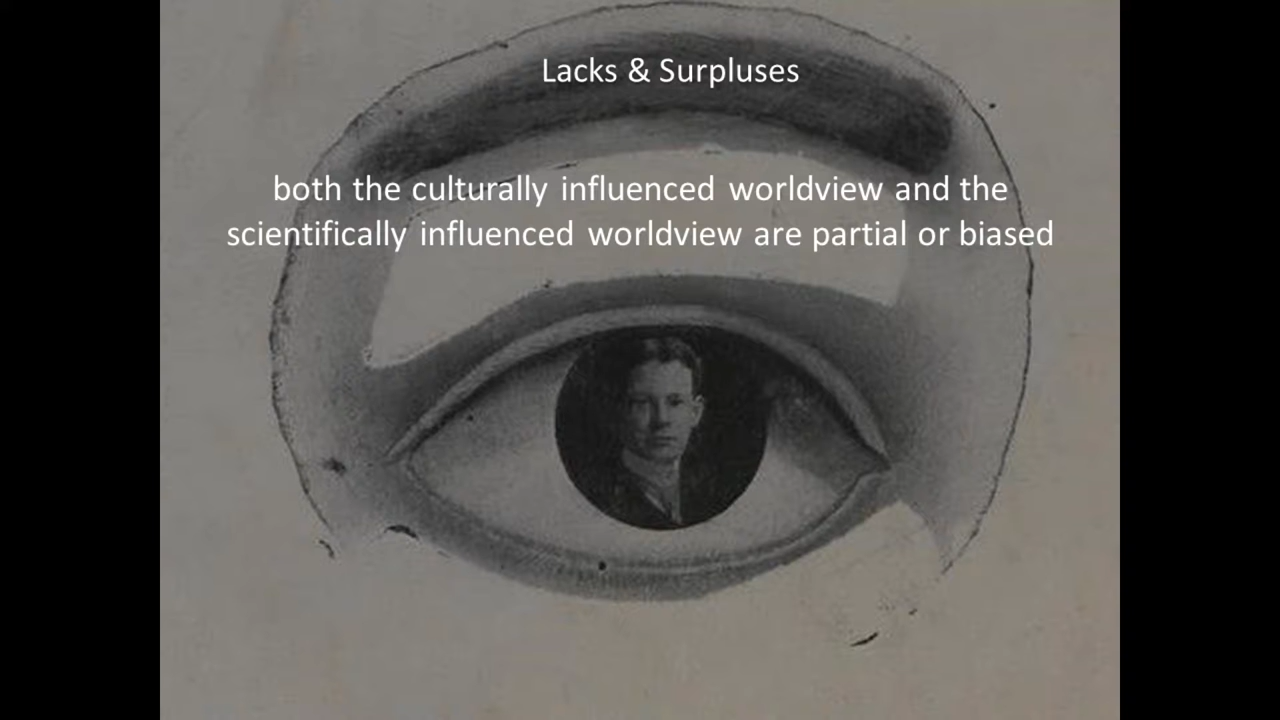 Lacks & Surpluses
both the culturally influenced worldview and the
scientifically influenced worldview are partial or biased